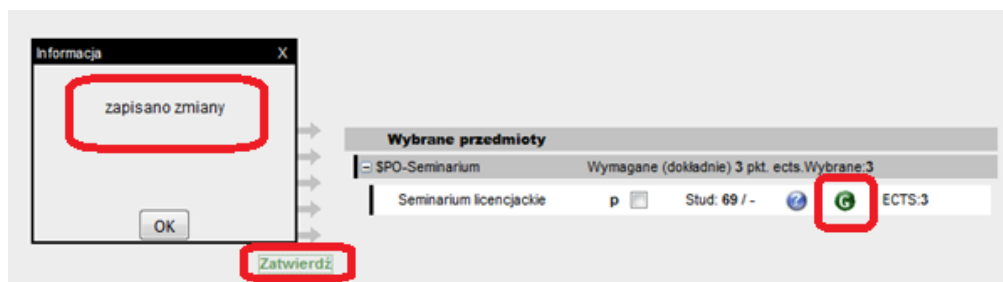 Informacja X
zapisano zmiany
OK
Zatwierdź
Wybrane przedmioty
$PO-Seminarium Wymagane (dokładnie) 3 pkt. ects.Wybrane:3
Seminarium licencjackie p Stud: 69 / - ? G ECTS:3